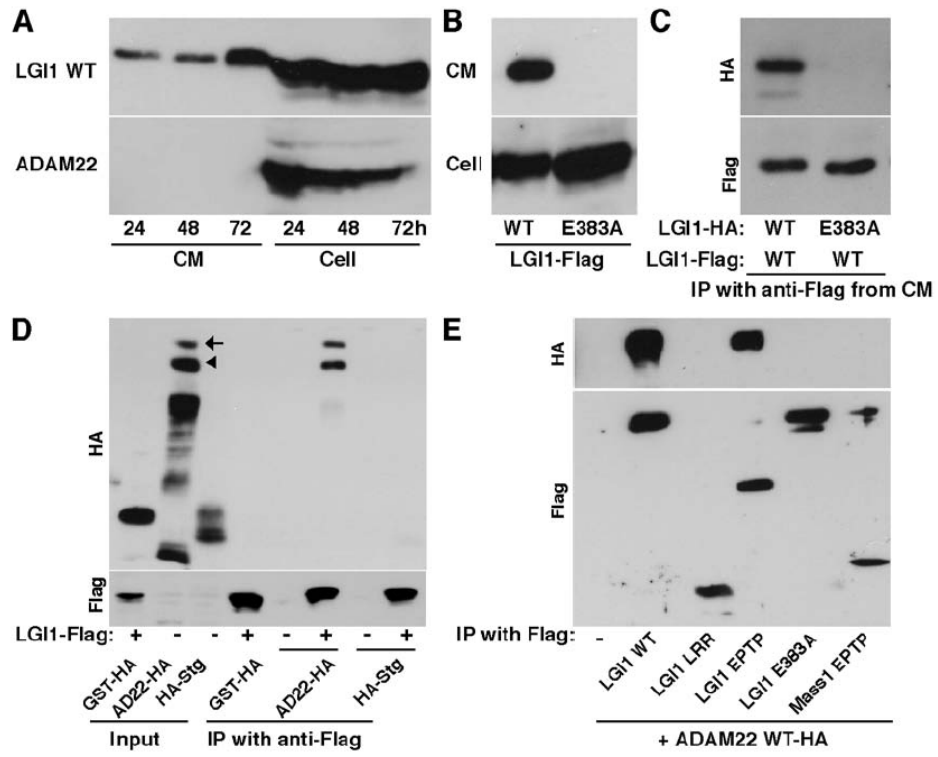 A
LGI1 WT
ADAM22
24 48 72 24 48 72h
CM Cell
B
CM
Cell
WT E383A
LGI1-Flag
C
HA
Flag
LGI1-HA: WT E383A
LGI1-Flag: WT WT
IP with anti-Flag from CM
D
HA
Flag
LGI1-Flag: + - - + - + - +
GST-HA
AD22-HA
HA-Stg
GST-HA
AD22-HA
HA-Stg
Input IP with anti-Flag
E
HA
Flag
IP with Flag: -
LGI1 WT
LGI1 LRR
LGI1 EPTP
LGI1 E383A
Mass1 EPTP
+ ADAM22 WT-HA